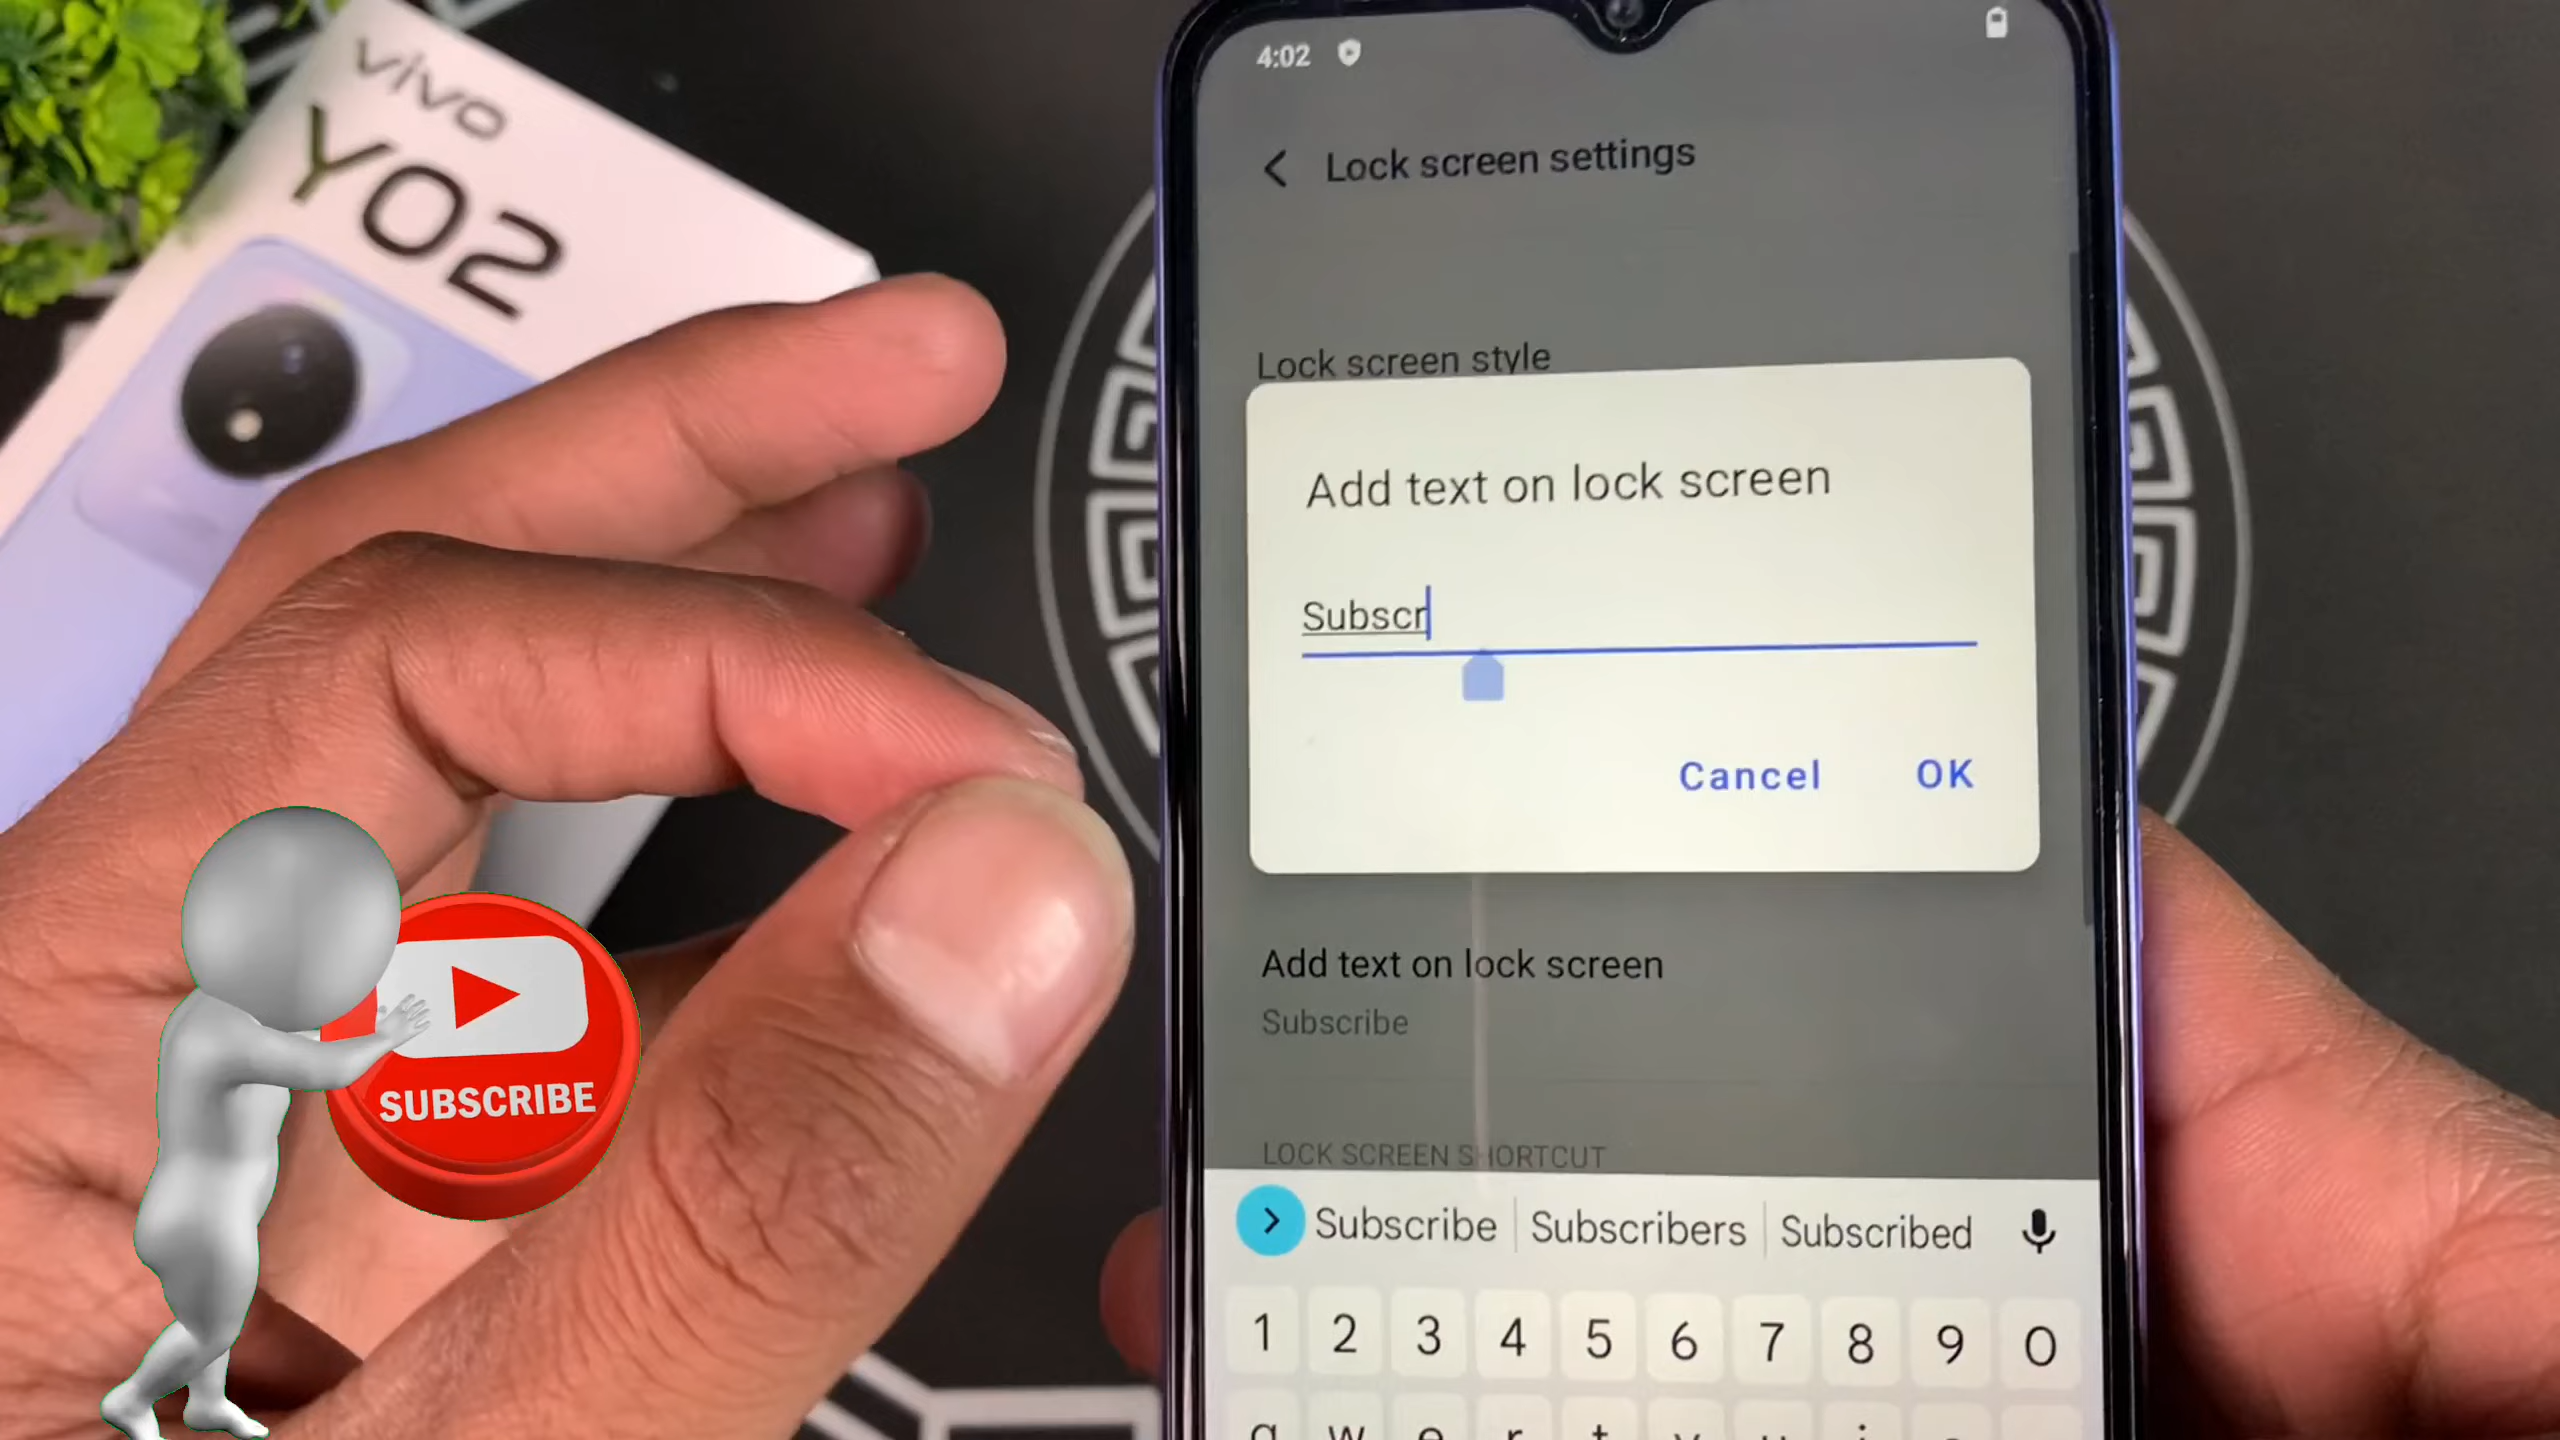 vivo
Y02
4:02
Lock screen settings
Lock screen style
Add text on lock screen
Subscr
Cancel OK
Add text on lock screen
Subscribe
LOCK SCREEN SHORTCUT
Subscribe Subscribers Subscribed
1 2 3 4 5 6 7 8 9 0
SUBSCRIBE